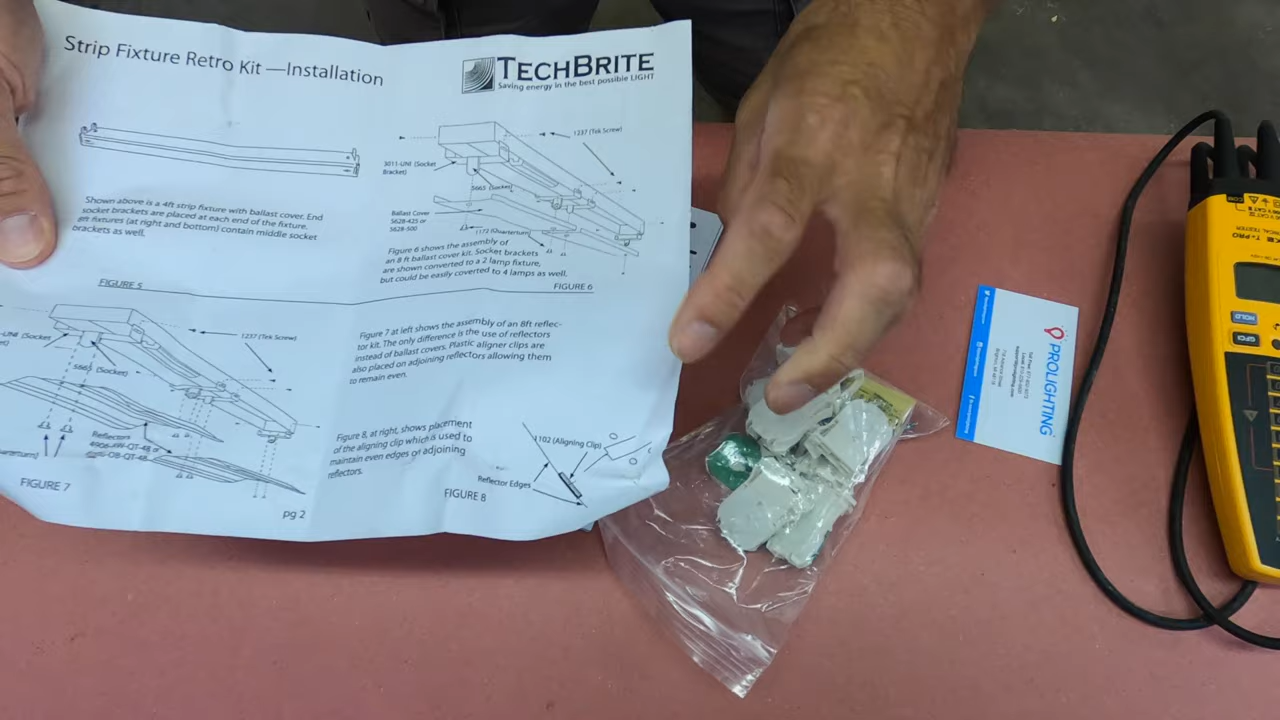 Strip Fixture Retro Kit —Installation
TECHBRITE
Saving energy in the best possible LIGHT
1237 (Tek Screw)
3011-UNI (Socket
Bracket)
5665 (Socket)
Ballast Cover
5628-425 or
5628-500
1172 (Quarterturn)
Shown above is a 4ft strip fixture with ballast cover. End
socket brackets are placed at each end of the fixture.
8ft fixtures (at right and bottom) contain middle socket
brackets as well.
FIGURE 5
Figure 6 shows the assembly of
an 8 ft ballast cover kit. Socket brackets
are shown converted to a 2 lamp fixture,
but could be easily converted to 4 lamps as well.
FIGURE 6
-UNI (Socket
1237 (Tek Screw)
5665 (Socket)
Reflectors
FIGURE 7
Figure 7 at left shows the assembly of an 8ft reflec-
tor kit. The only difference is the use of reflectors
instead of ballast covers. Plastic aligner clips are
also placed on adjoining reflectors allowing them
to remain even.
Figure 8, at right, shows placement
of the aligning clip which is used to
maintain even edges of adjoining
reflectors.
1102 (Aligning Clip)
Reflector Edges
FIGURE 8
pg 2
PROLIGHTING
COM
T-PRO
HOLD
GFCI